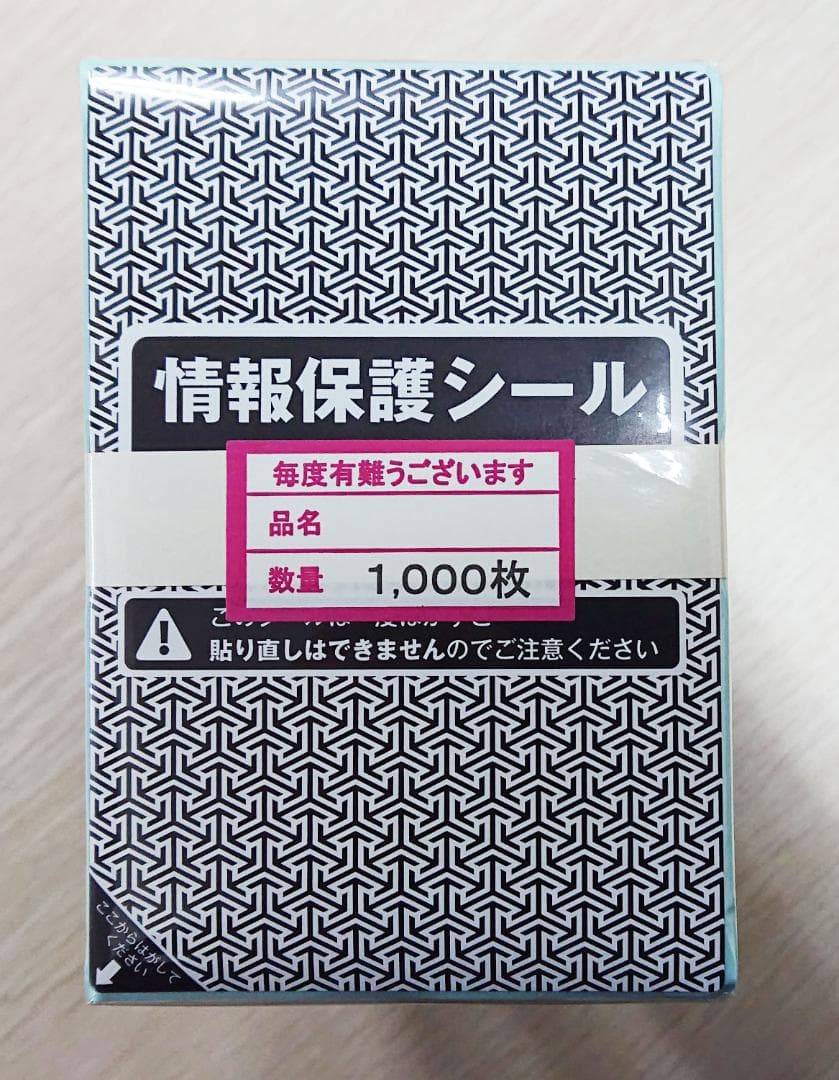 情報保護シール
毎度有難うございます
品名
数量 1,000枚
貼り直しはできませんのでご注意ください
ここからはがして
ください